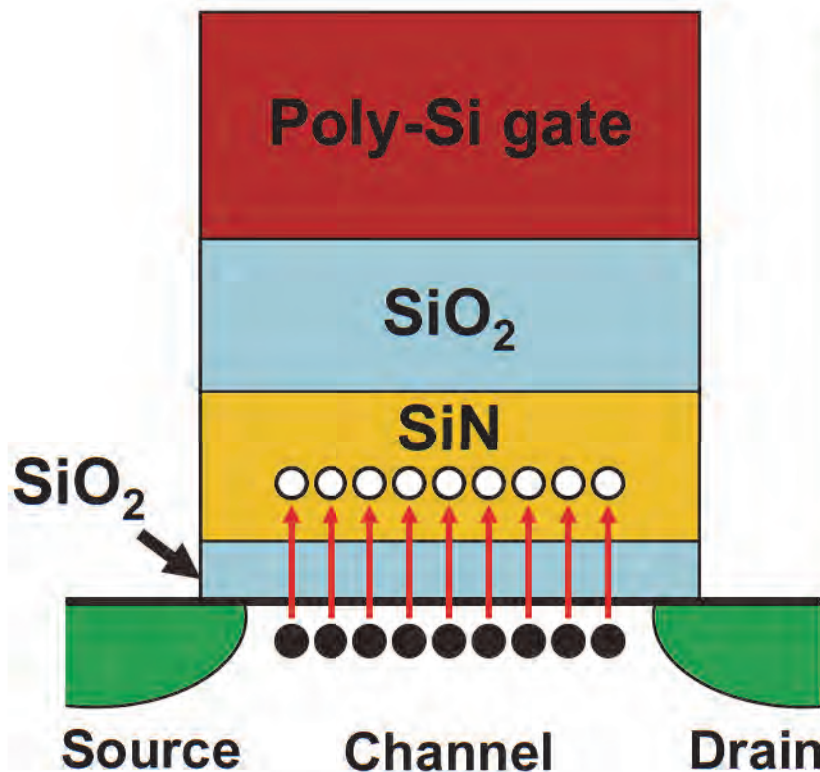 Poly-Si gate
SiO₂
SiN
SiO₂
Source Channel Drain